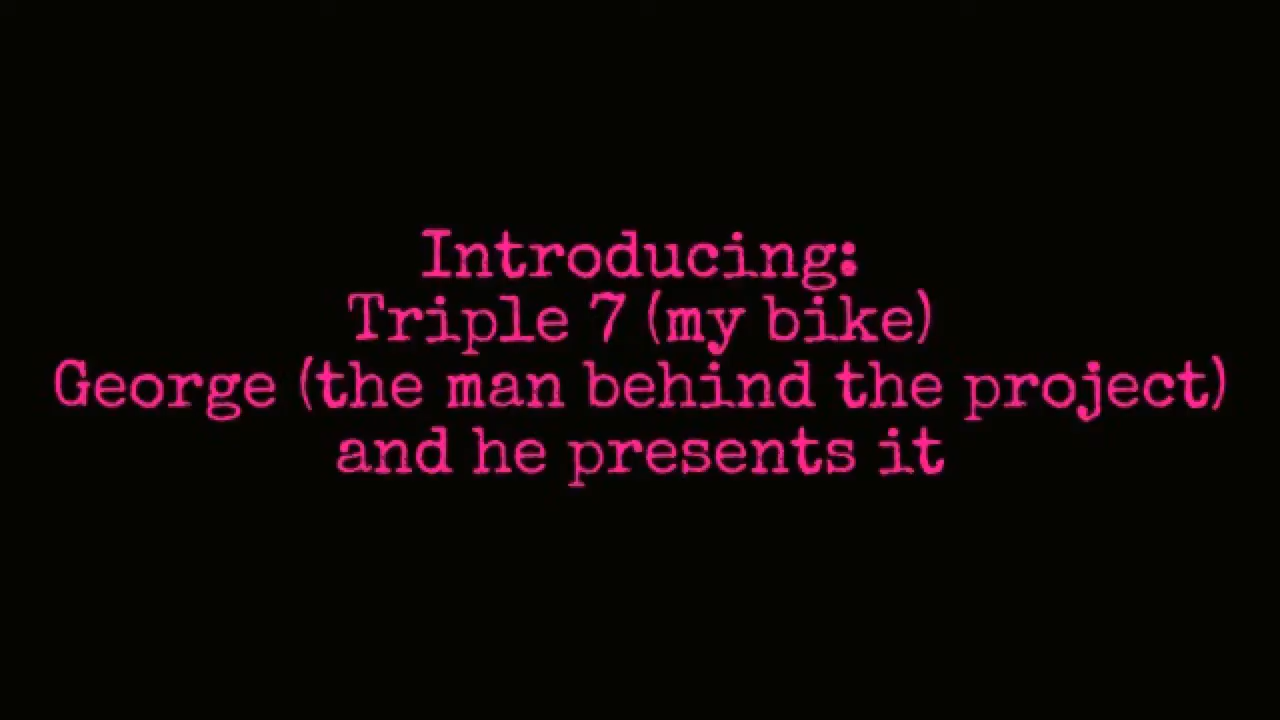 Introducing:
Triple 7 (my bike)
George (the man behind the project)
and he presents it